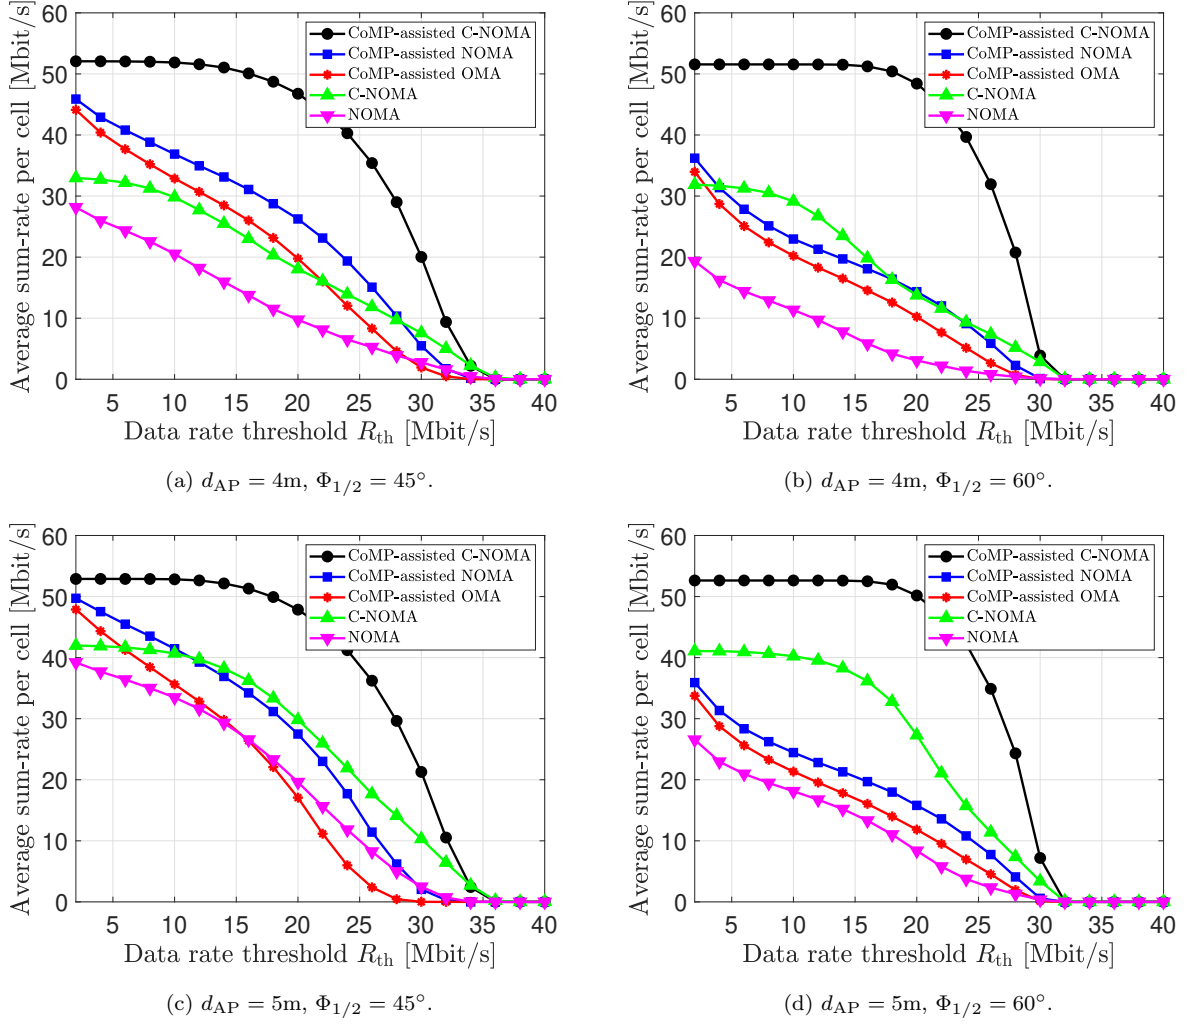 Average sum-rate per cell [Mbit/s]
60
50
40
30
20
10
0
CoMP-assisted C-NOMA
CoMP-assisted NOMA
CoMP-assisted OMA
C-NOMA
NOMA
5 10 15 20 25 30 35 40
Data rate threshold R_th [Mbit/s]
(a) d_AP = 4m, Φ_1/2 = 45°.
Average sum-rate per cell [Mbit/s]
60
50
40
30
20
10
0
CoMP-assisted C-NOMA
CoMP-assisted NOMA
CoMP-assisted OMA
C-NOMA
NOMA
5 10 15 20 25 30 35 40
Data rate threshold R_th [Mbit/s]
(b) d_AP = 4m, Φ_1/2 = 60°.
Average sum-rate per cell [Mbit/s]
60
50
40
30
20
10
0
CoMP-assisted C-NOMA
CoMP-assisted NOMA
CoMP-assisted OMA
C-NOMA
NOMA
5 10 15 20 25 30 35 40
Data rate threshold R_th [Mbit/s]
(c) d_AP = 5m, Φ_1/2 = 45°.
Average sum-rate per cell [Mbit/s]
60
50
40
30
20
10
0
CoMP-assisted C-NOMA
CoMP-assisted NOMA
CoMP-assisted OMA
C-NOMA
NOMA
5 10 15 20 25 30 35 40
Data rate threshold R_th [Mbit/s]
(d) d_AP = 5m, Φ_1/2 = 60°.